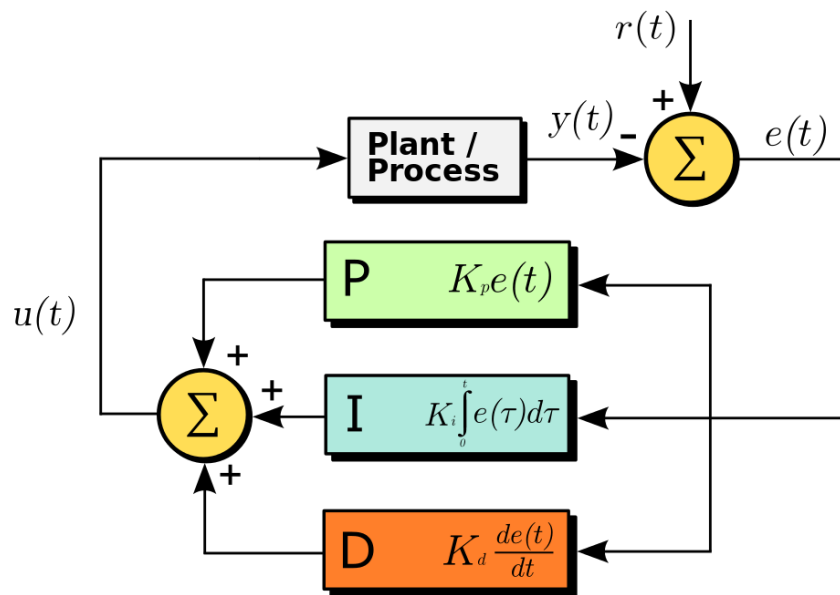 r(t)
+
Plant / 
Process
y(t)
-
Σ
e(t)
P K_p e(t)
u(t)
+
Σ
+
I K_i ∫_0^t e(τ)dτ
+
D K_d de(t)/dt